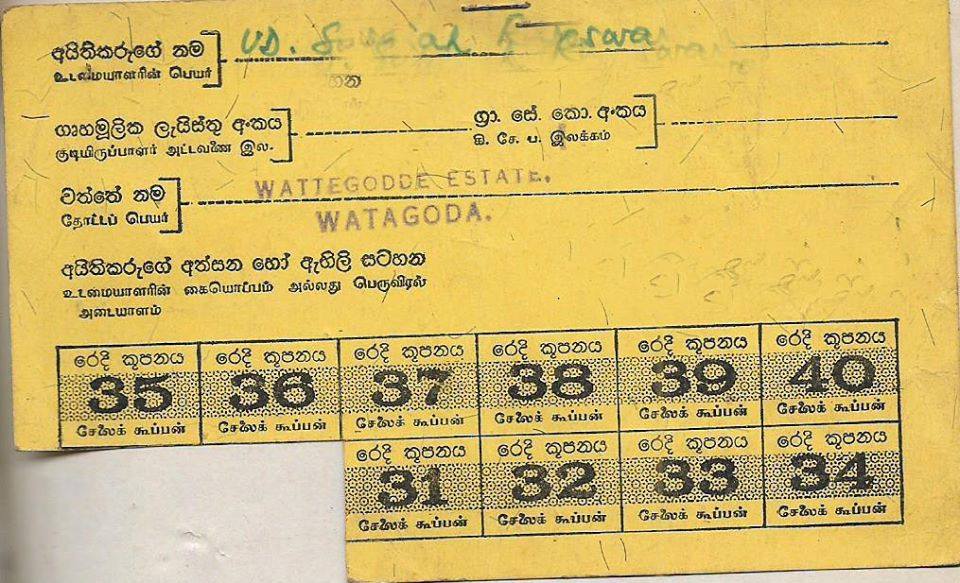 අයිතිකරුගේ නම
உடமையாளரின் பெயர்
හන
ගෘහමූලික ලැයිස්තු අංකය
குடியிருப்பாளர் அட்டவணை இல.
ග්‍රා. සේ. කො. අංකය
கி. சே. ப. இலக்கம்
වත්තේ නම
தோட்டப் பெயர்
WATTEGODDE ESTATE.
WATAGODA.
අයිතිකරුගේ අත්සන හෝ ඇඟිලි සටහන
உடமையாளரின் கையொப்பம் அல்லது பெருவிரல்
அடையாளம்
රෙදි කූපනය රෙදි කූපනය රෙදි කූපනය රෙදි කූපනය රෙදි කූපනය රෙදි කූපනය
35 36 37 38 39 40
சேலைக் கூப்பன் சேலைக் கூப்பன் சேலைக் கூப்பன் சேலைக் கூப்பன் சேலைக் கூப்பன் சேலைக் கூப்பன்
රෙදි කූපනය රෙදි කූපනය රෙදි කූපනය රෙදි කූපනය
31 32 33 34
சேலைக் கூப்பன் சேலைக் கூப்பன் சேலைக் கூப்பன் சேலைக் கூப்பன்